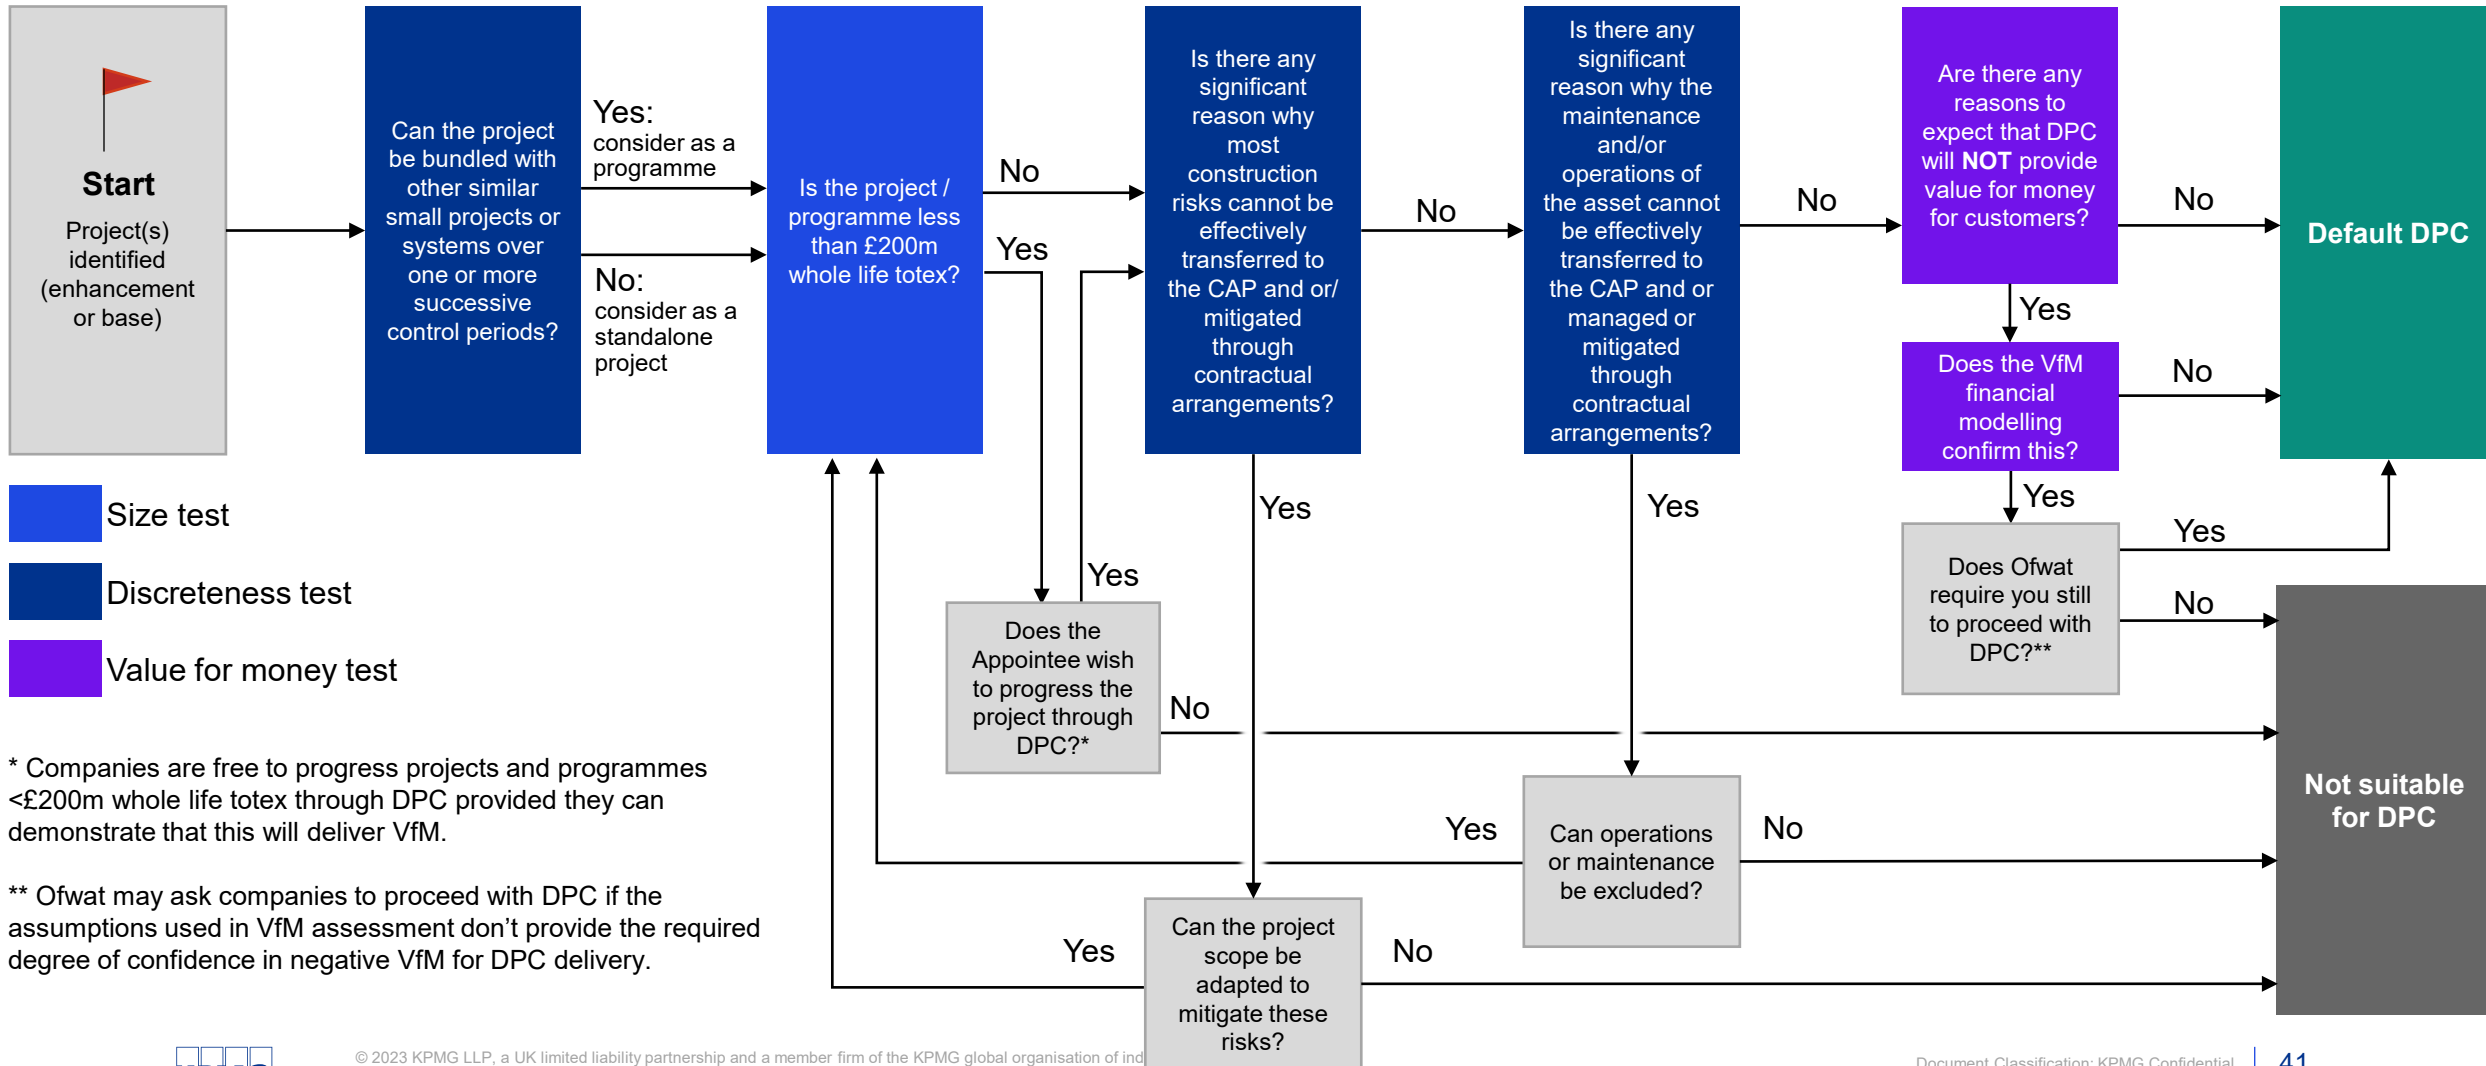 Start
Project(s)
identified
(enhancement
or base)
Can the project
be bundled with
other similar
small projects or
systems over
one or more
successive
control periods?
Yes:
consider as a
programme
No:
consider as a
standalone
project
Is the project /
programme less
than £200m
whole life totex?
No
Yes
Is there any
significant
reason why
most
construction
risks cannot be
effectively
transferred to
the CAP and or/
mitigated
through
contractual
arrangements?
No
Is there any
significant
reason why the
maintenance
and/or
operations of
the asset cannot
be effectively
transferred to
the CAP and or
managed or
mitigated
through
contractual
arrangements?
No
Are there any
reasons to
expect that DPC
will NOT provide
value for money
for customers?
No
Yes
Does the VfM
financial
modelling
confirm this?
No
Yes
Does Ofwat
require you still
to proceed with
DPC?**
Yes
No
Default DPC
Size test
Discreteness test
Value for money test
Yes
Does the
Appointee wish
to progress the
project through
DPC?*
No
Yes
Yes
Can operations
or maintenance
be excluded?
Yes
No
Can the project
scope be
adapted to
mitigate these
risks?
Yes
No
Not suitable
for DPC
* Companies are free to progress projects and programmes
<£200m whole life totex through DPC provided they can
demonstrate that this will deliver VfM.
** Ofwat may ask companies to proceed with DPC if the
assumptions used in VfM assessment don't provide the required
degree of confidence in negative VfM for DPC delivery.
© 2023 KPMG LLP, a UK limited liability partnership and a member firm of the KPMG global organisation of ind
Document Classification: KPMG Confidential
41